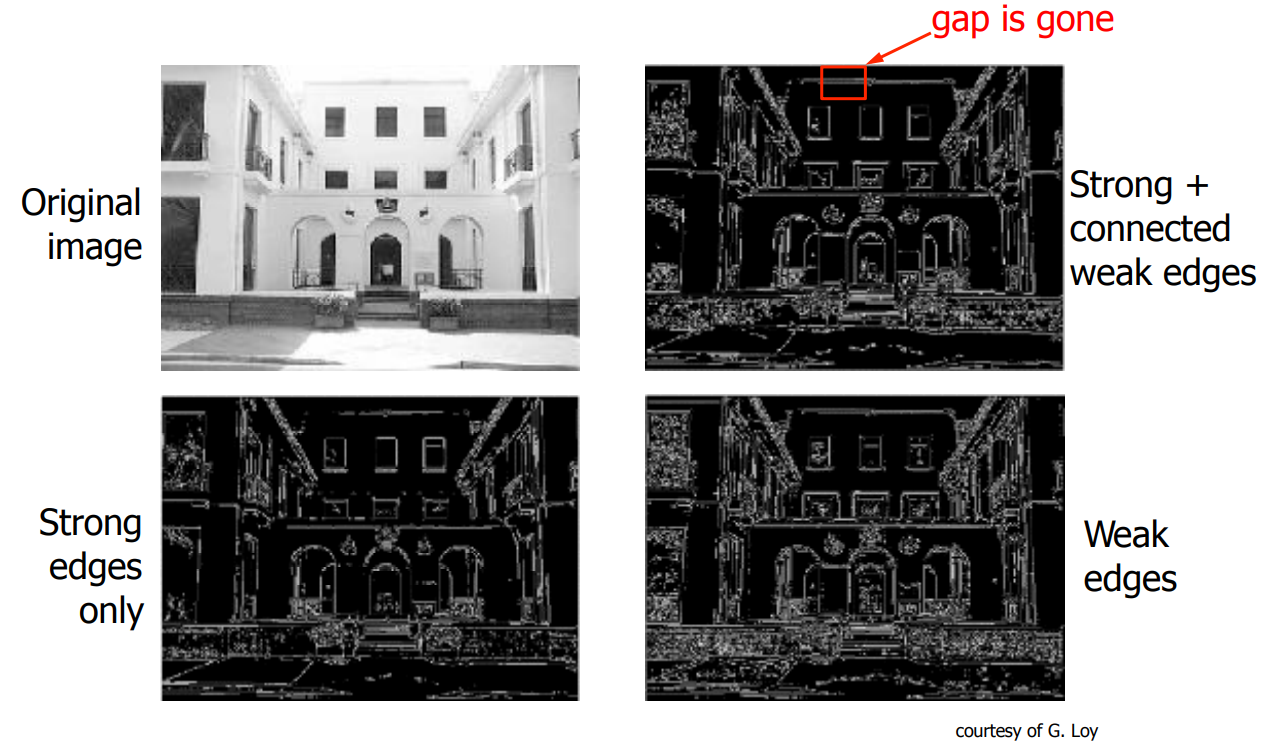 gap is gone
Original
image
Strong +
connected
weak edges
Strong
edges
only
Weak
edges
courtesy of G. Loy